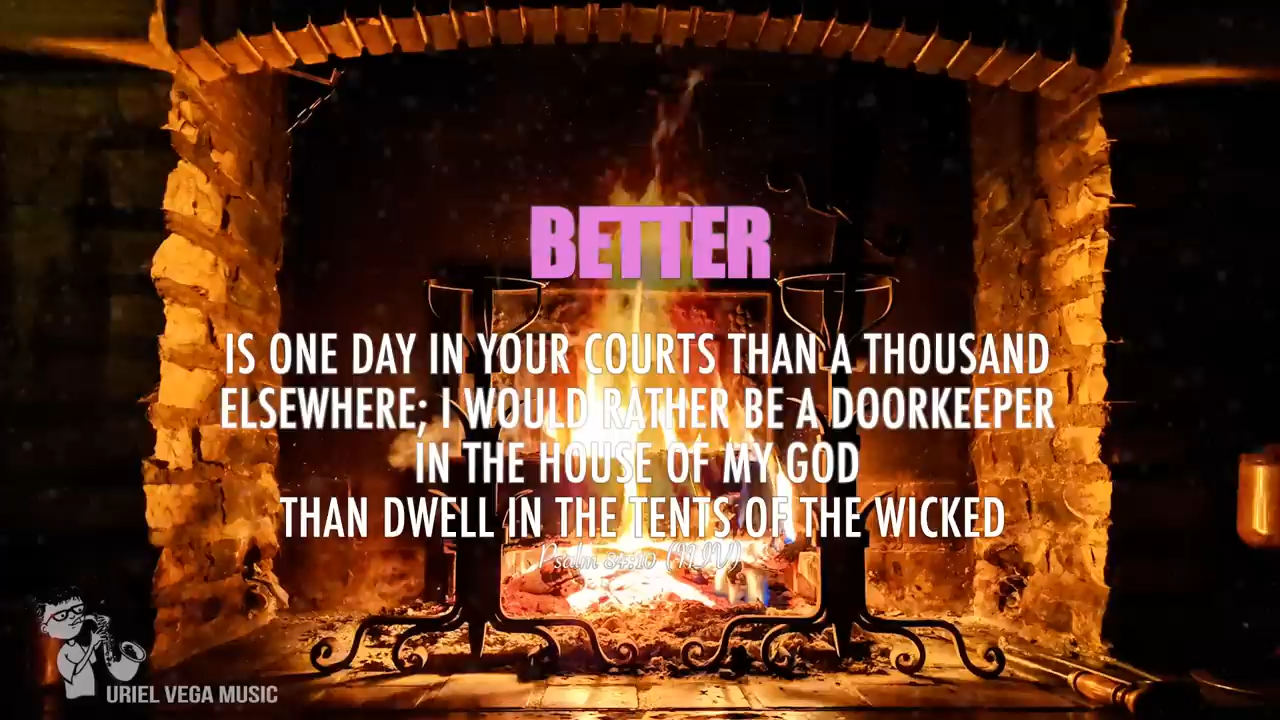 BETTER
IS ONE DAY IN YOUR COURTS THAN A THOUSAND
ELSEWHERE; I WOULD RATHER BE A DOORKEEPER
IN THE HOUSE OF MY GOD
THAN DWELL IN THE TENTS OF THE WICKED
Psalm 84:10 (NIV)
URIEL VEGA MUSIC